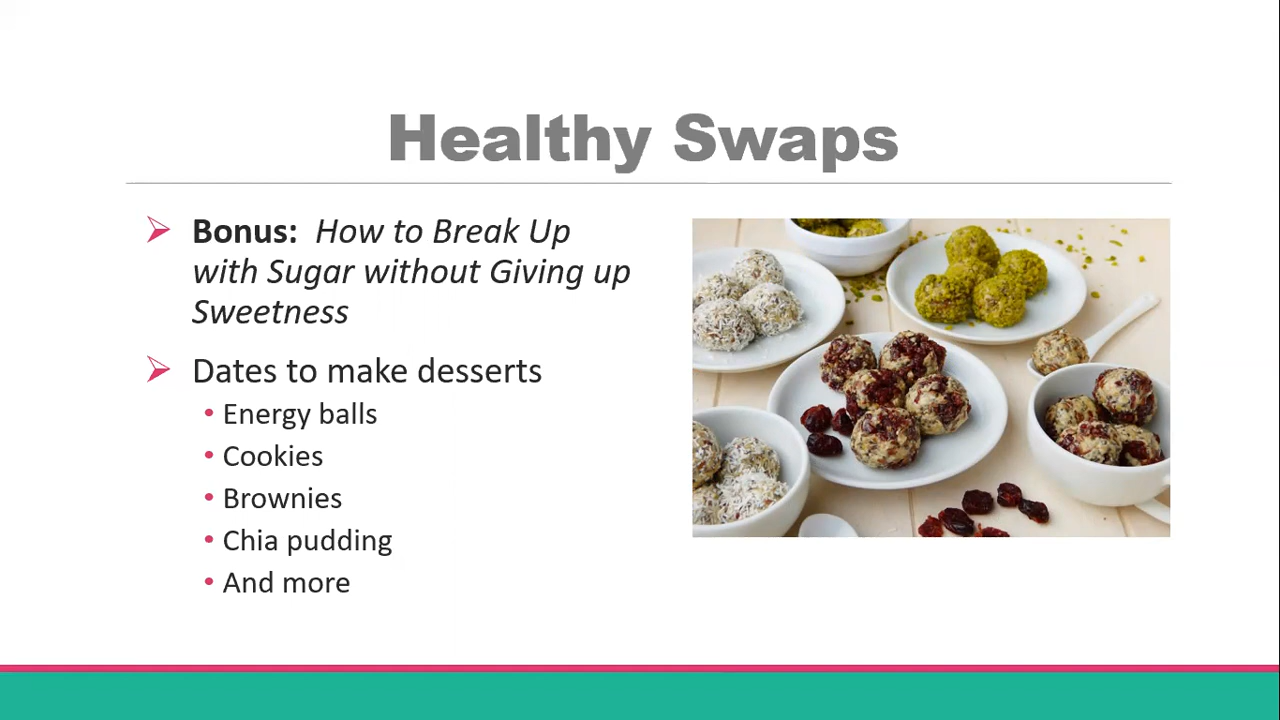 Healthy Swaps
Bonus: How to Break Up
with Sugar without Giving up
Sweetness
Dates to make desserts
Energy balls
Cookies
Brownies
Chia pudding
And more